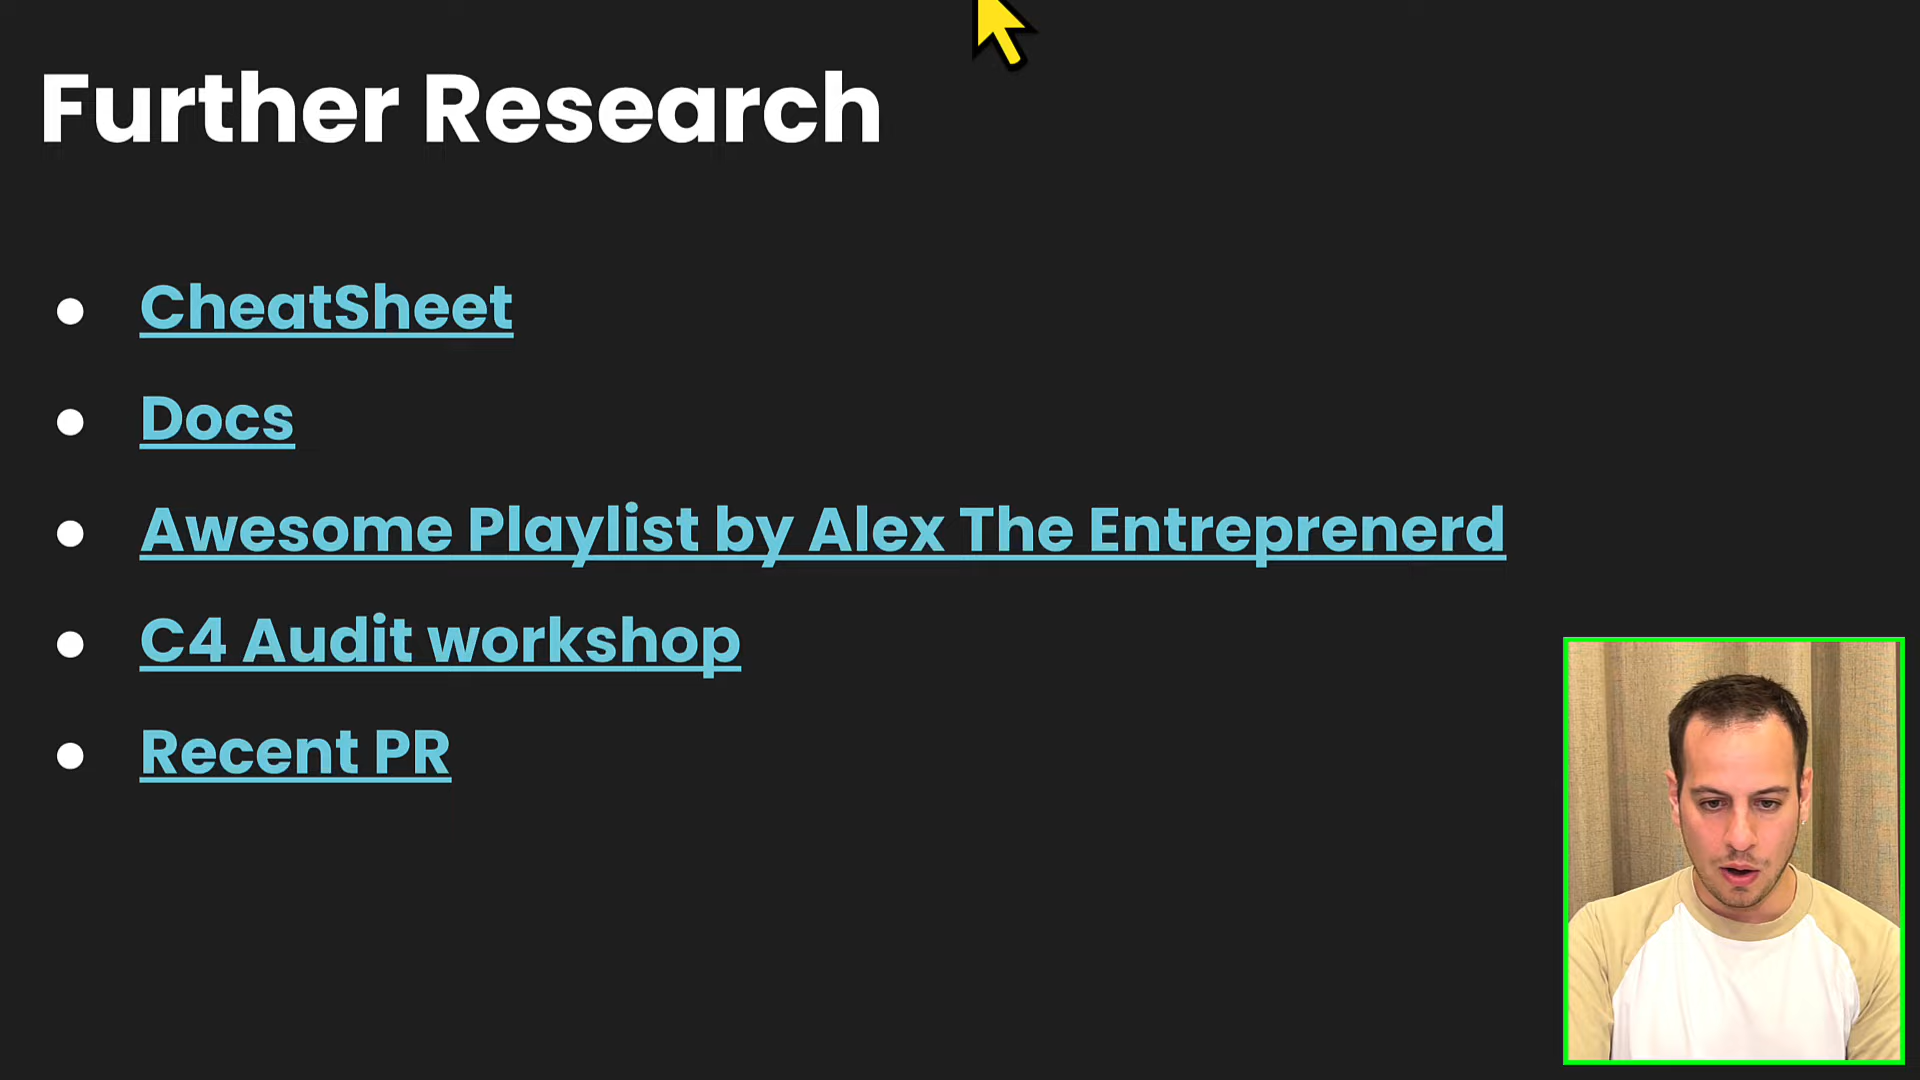 Further Research
CheatSheet
Docs
Awesome Playlist by Alex The Entreprenerd
C4 Audit workshop
Recent PR